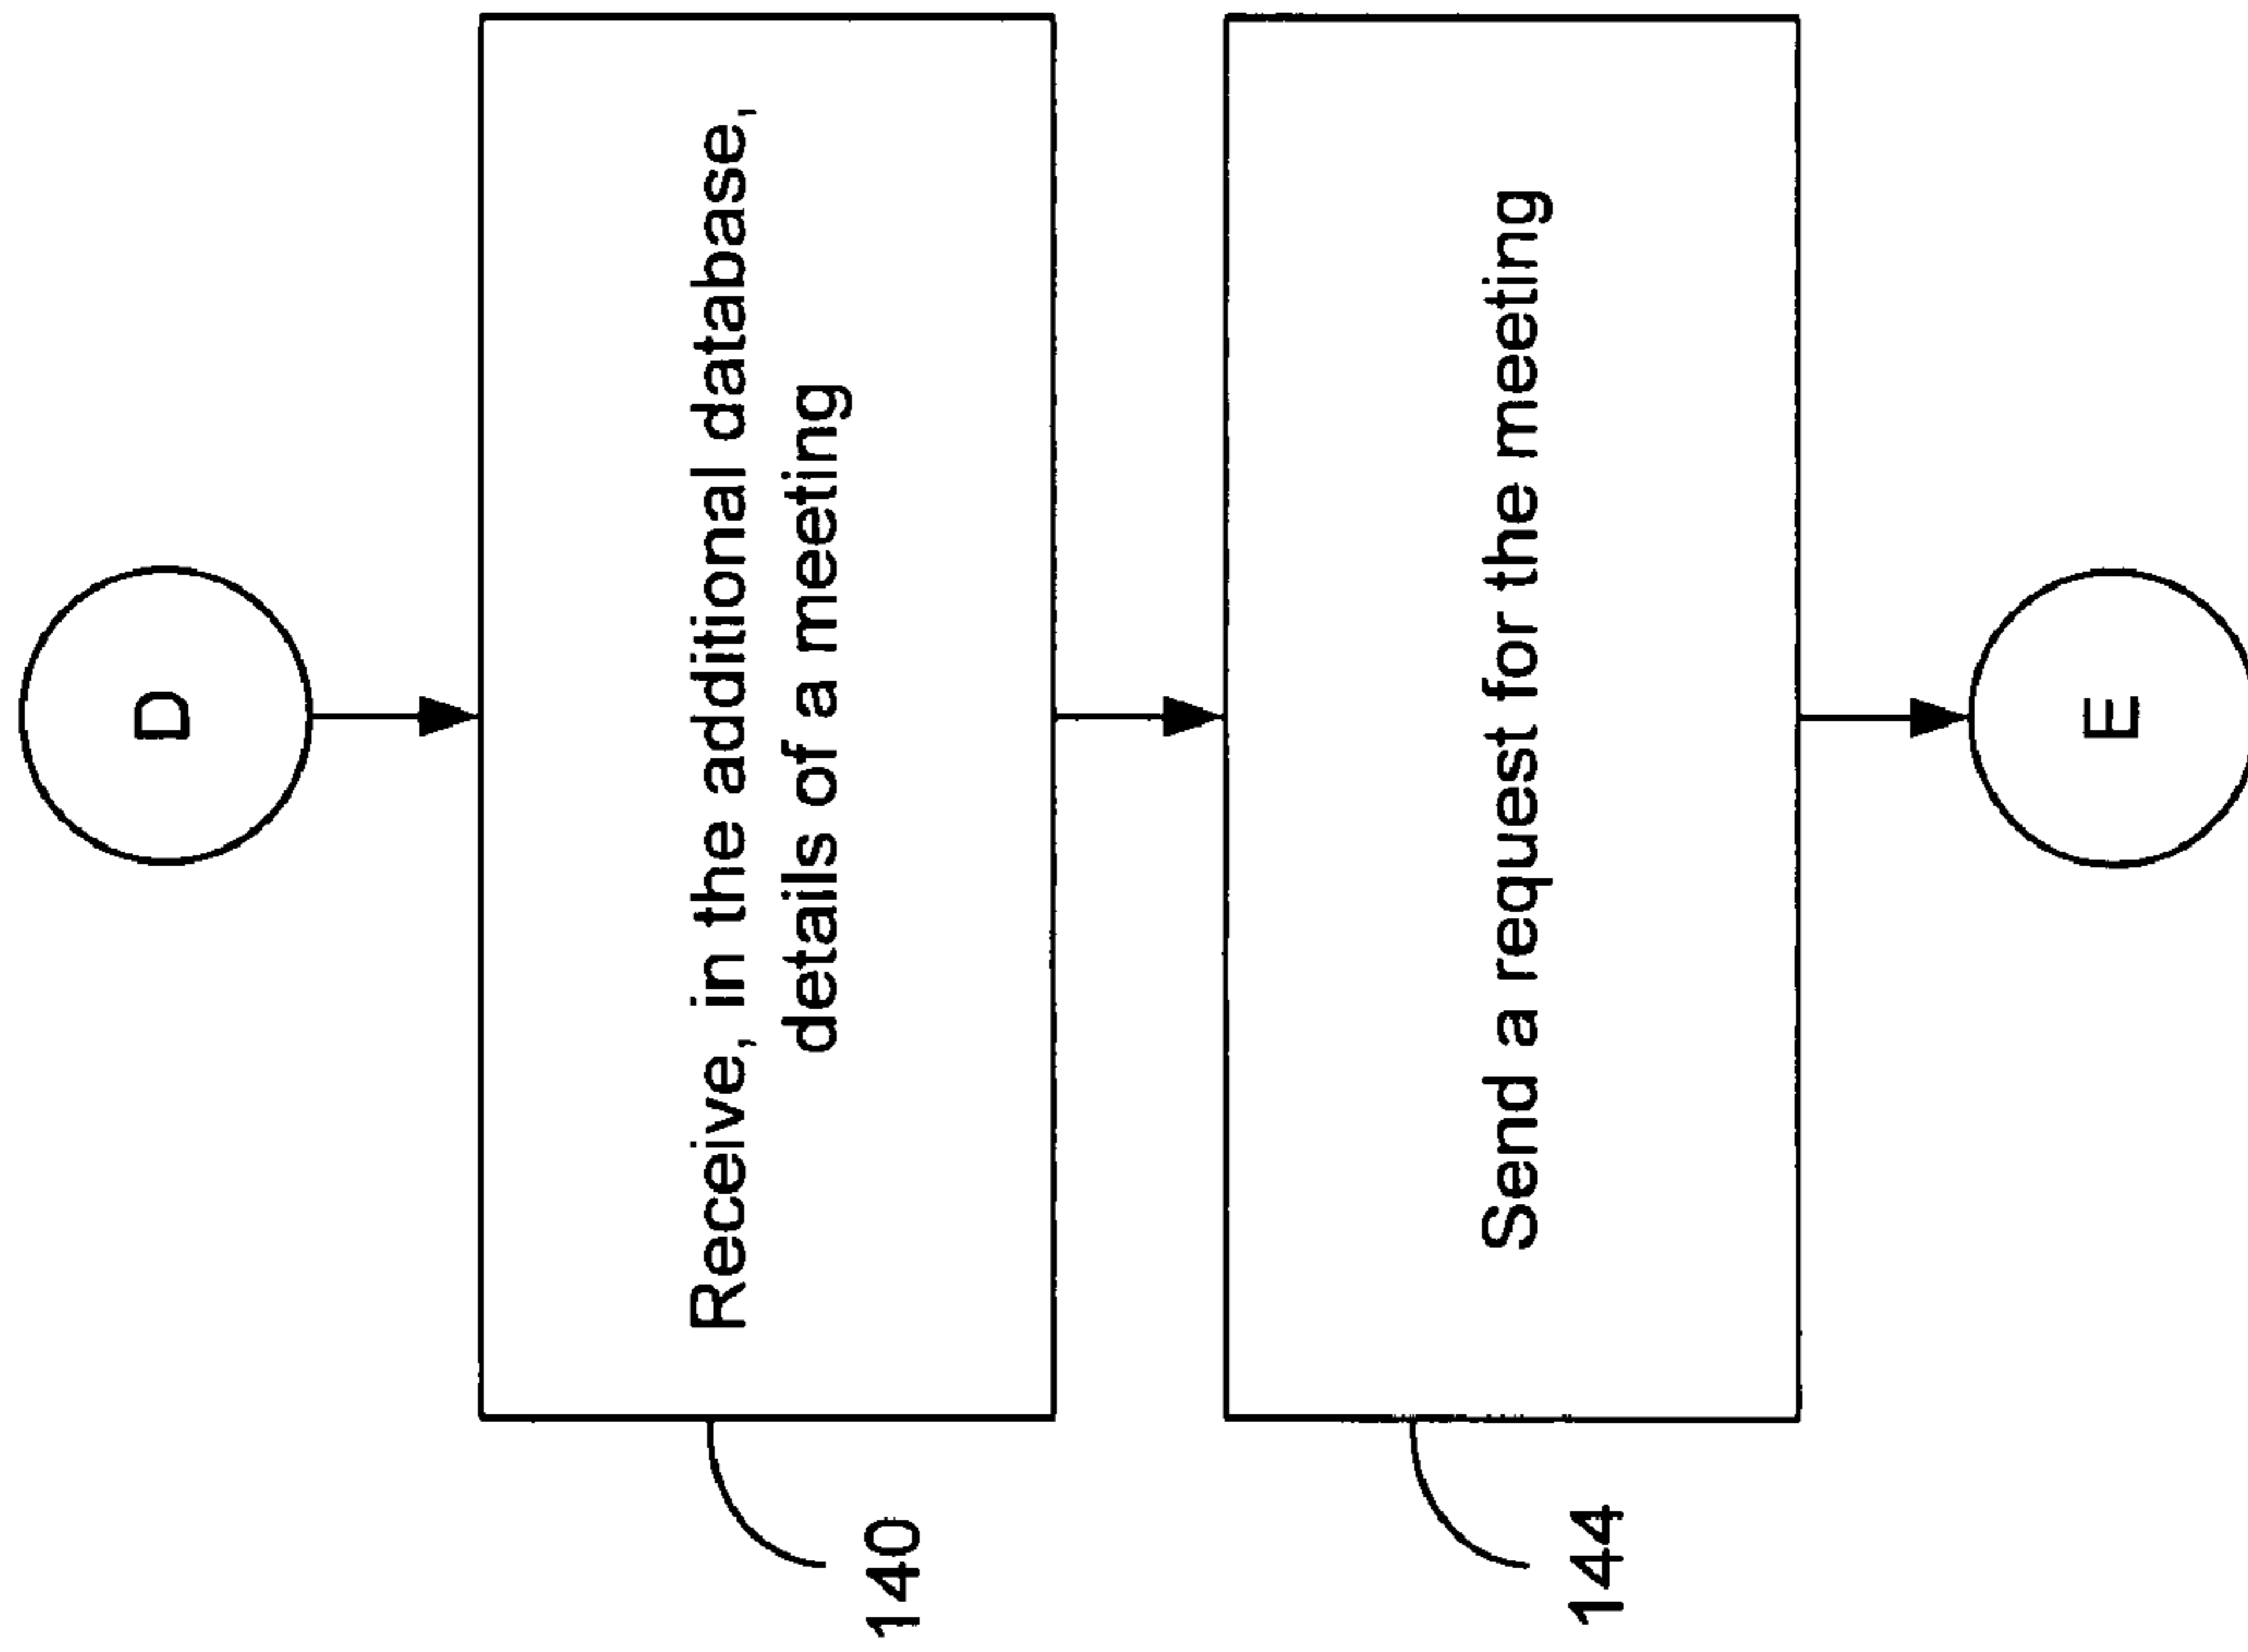 D
Receive, in the additional database,
details of a meeting
140
Send a request for the meeting
144
E